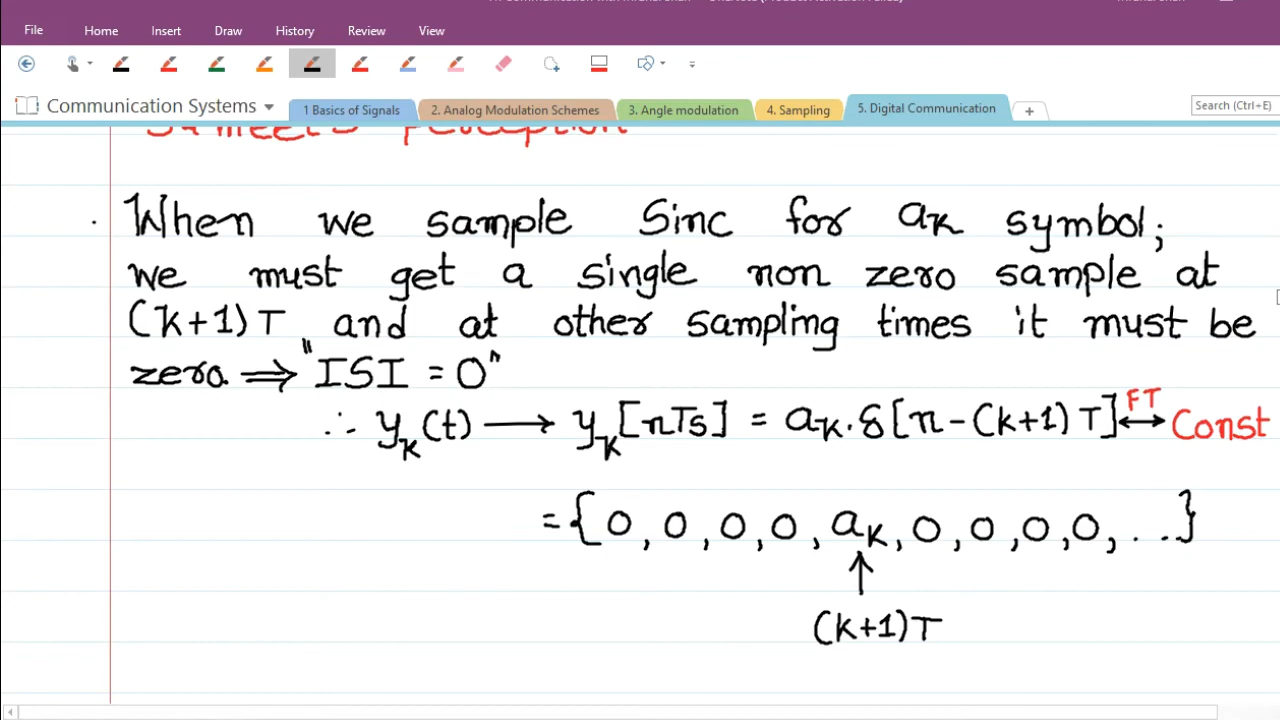 File Home Insert Draw History Review View
Communication Systems 1 Basics of Signals 2. Analog Modulation Schemes 3. Angle modulation 4. Sampling 5. Digital Communication + Search (Ctrl+E)
perception
When we sample Sinc for aK symbol;
we must get a single non zero sample at
(k+1)T and at other sampling times it must be
zero ⟹ "ISI = 0"
∴ yk(t) ⟶ yk[nTs] = aK.δ[n-(k+1)T] FT ⟷ Const
= {0, 0, 0, 0, aK, 0, 0, 0, 0, ...}
↑
(k+1)T